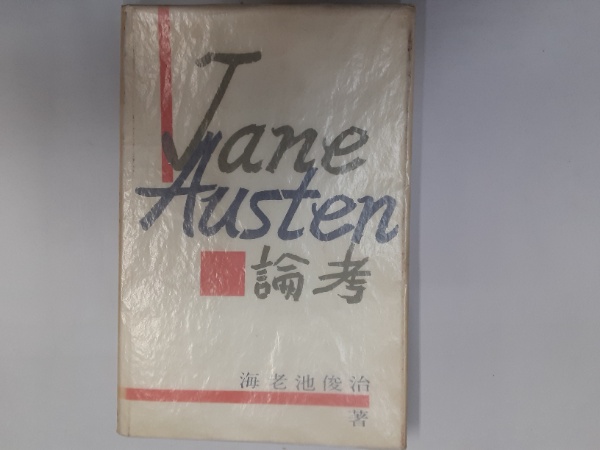 Jane
Austen
論考
海老池俊治
著